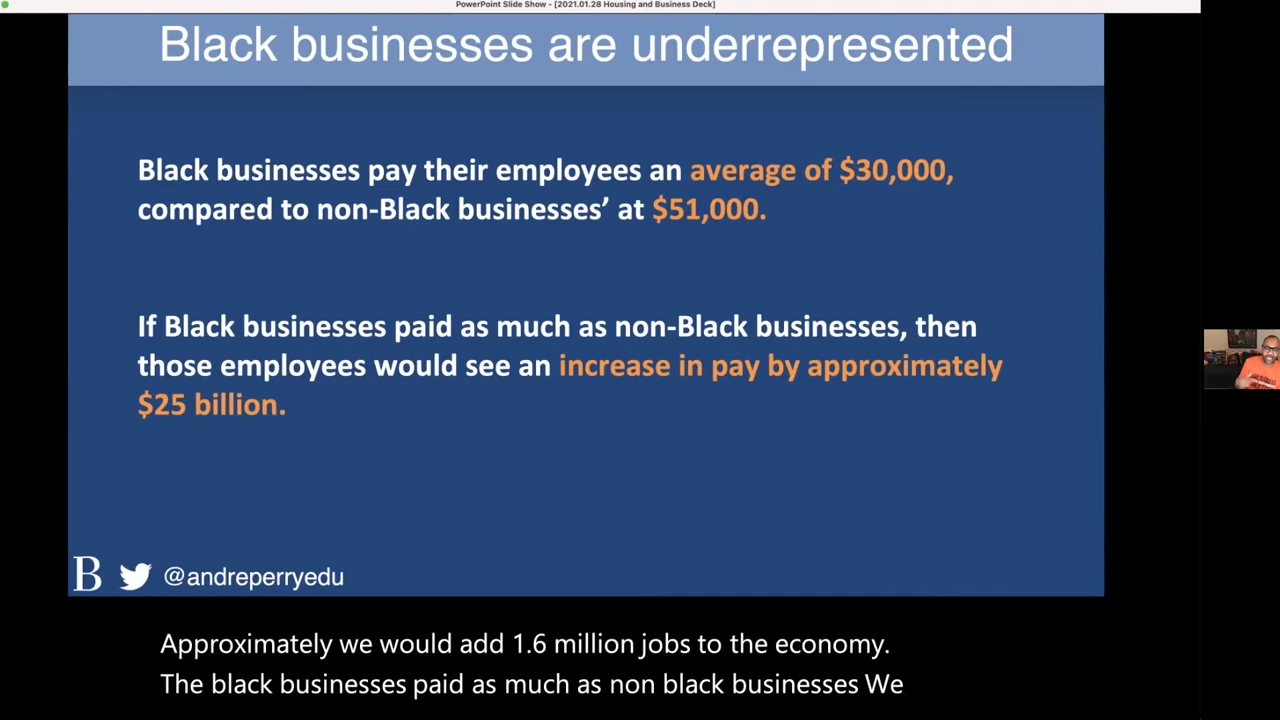 PowerPoint Slide Show - [2021.01.28 Housing and Business Deck]
Black businesses are underrepresented
Black businesses pay their employees an average of $30,000,
compared to non-Black businesses’ at $51,000.
If Black businesses paid as much as non-Black businesses, then
those employees would see an increase in pay by approximately
$25 billion.
B @andreperryedu
Approximately we would add 1.6 million jobs to the economy.
The black businesses paid as much as non black businesses We